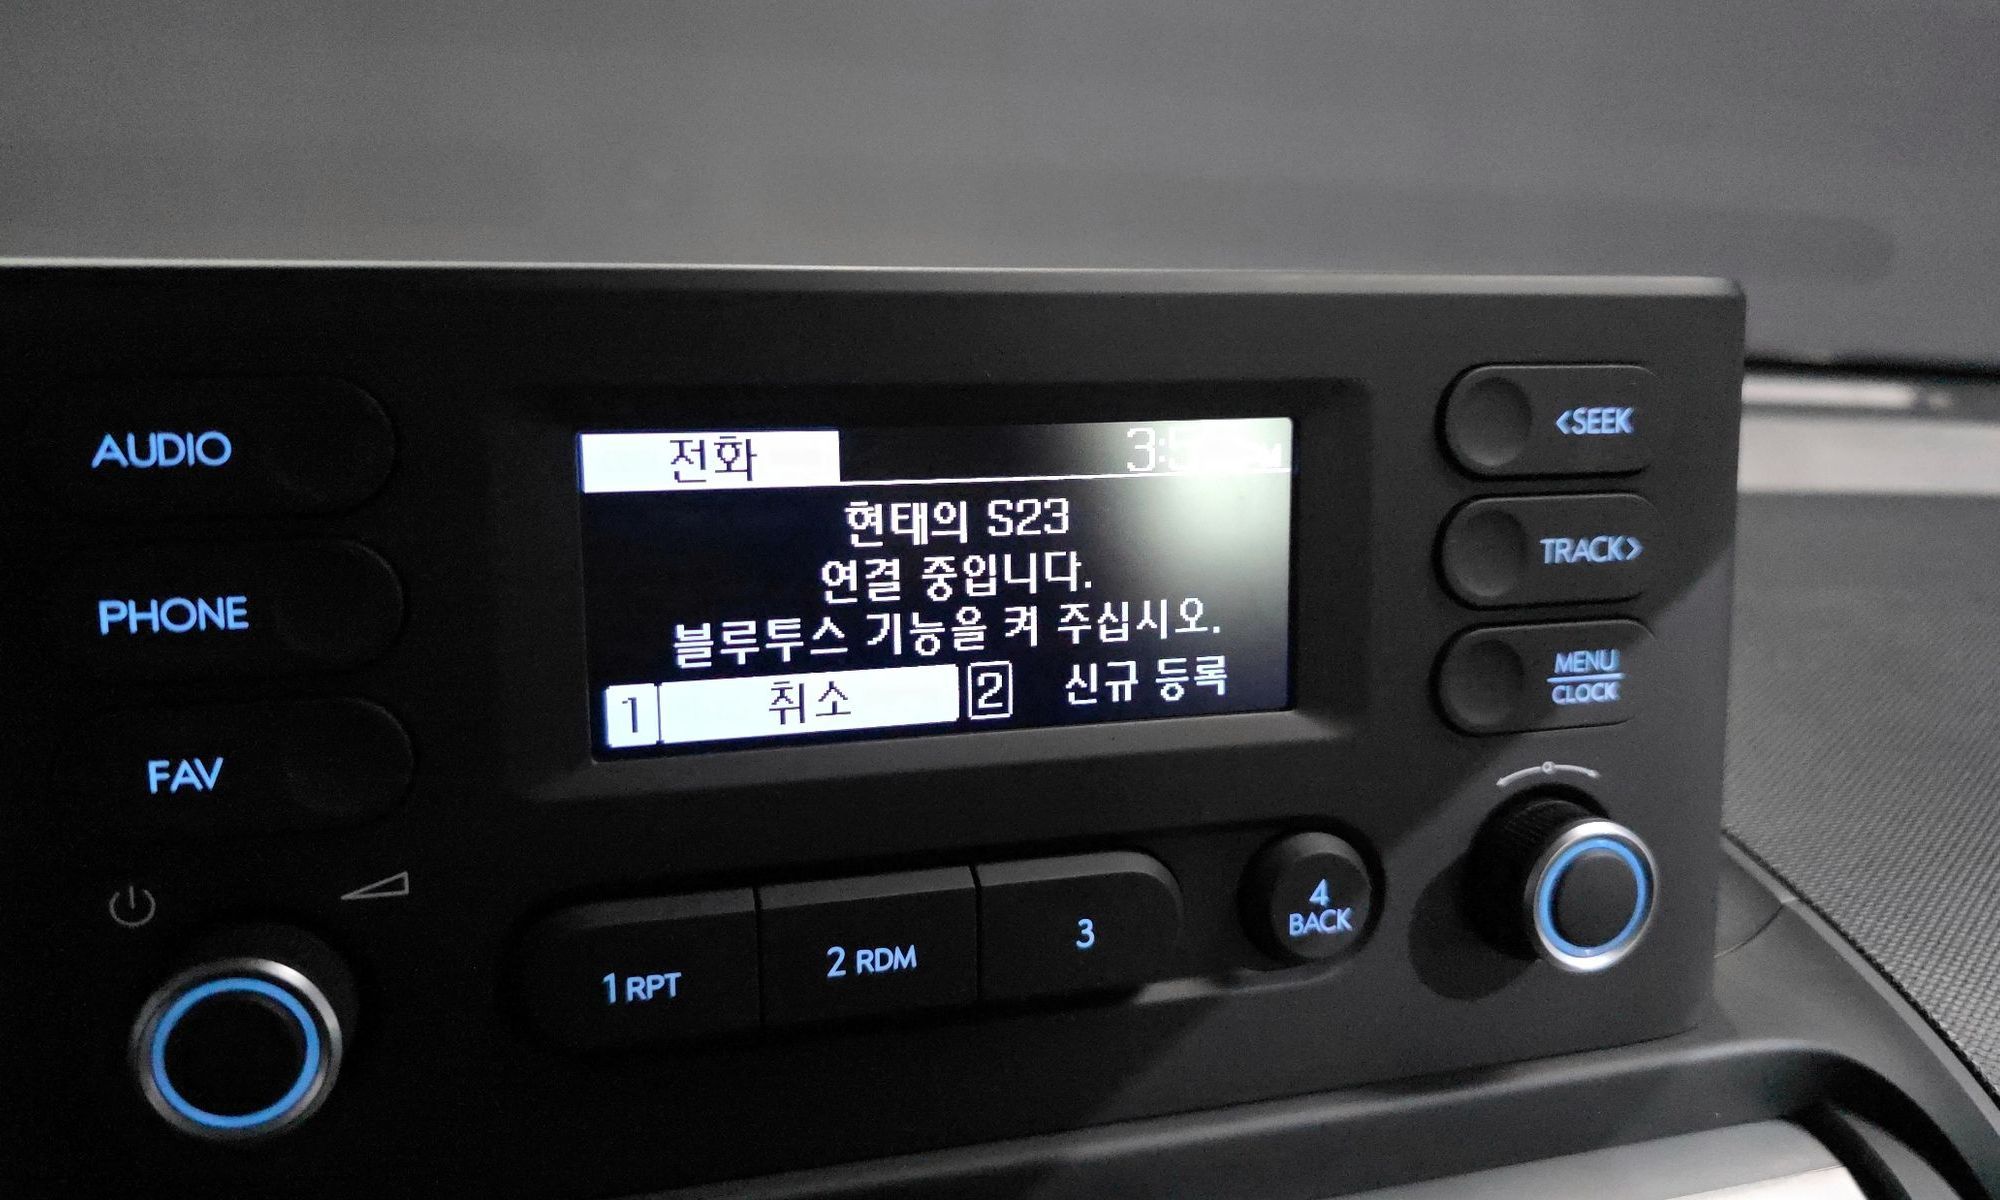 AUDIO
PHONE
FAV
전화
현태의 S23
연결 중입니다.
블루투스 기능을 켜 주십시오.
1 취소 2 신규 등록
<SEEK
TRACK>
MENU
CLOCK
1 RPT
2 RDM
3
4
BACK